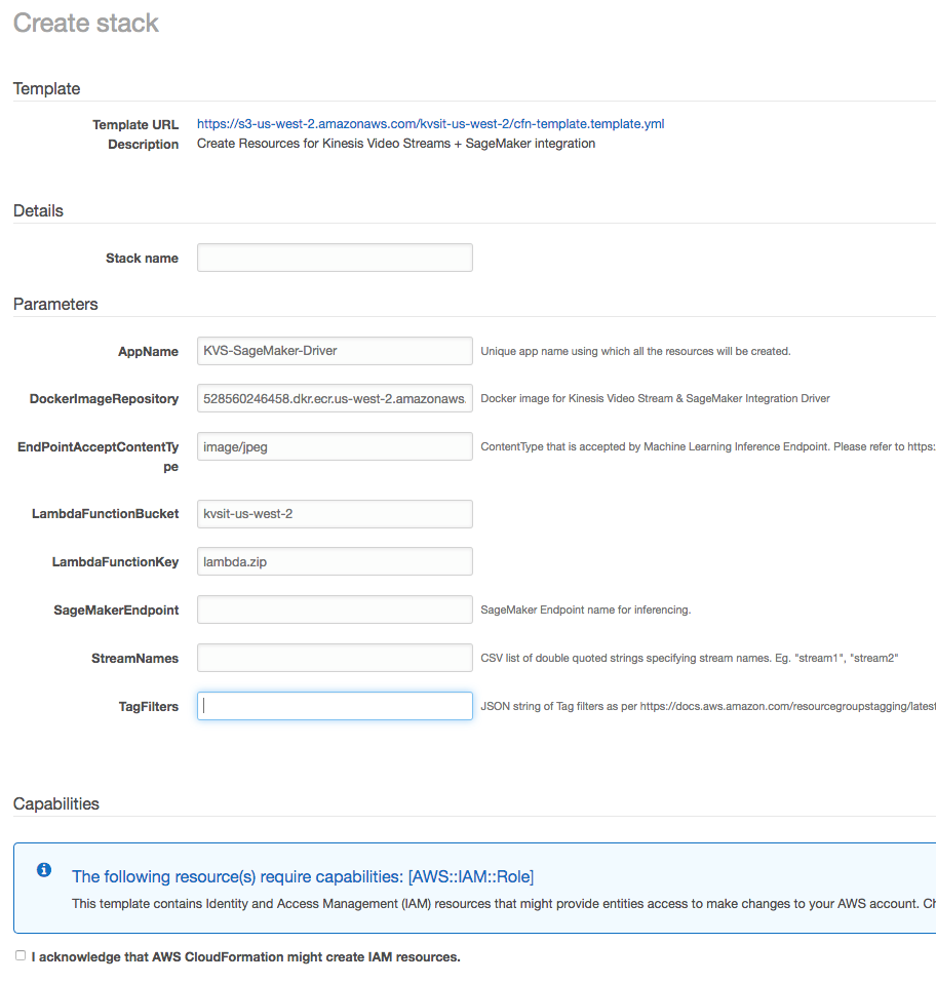 Create stack
Template
Template URL https://s3-us-west-2.amazonaws.com/kvsit-us-west-2/cfn-template.template.yml
Description Create Resources for Kinesis Video Streams + SageMaker integration
Details
Stack name
Parameters
AppName KVS-SageMaker-Driver Unique app name using which all the resources will be created.
DockerImageRepository 528560246458.dkr.ecr.us-west-2.amazonaws. Docker image for Kinesis Video Stream & SageMaker Integration Driver
EndPointAcceptContentTy
pe image/jpeg ContentType that is accepted by Machine Learning Inference Endpoint. Please refer to https:
LambdaFunctionBucket kvsit-us-west-2
LambdaFunctionKey lambda.zip
SageMakerEndpoint SageMaker Endpoint name for inferencing.
StreamNames CSV list of double quoted strings specifying stream names. Eg. "stream1", "stream2"
TagFilters JSON string of Tag filters as per https://docs.aws.amazon.com/resourcegroupstagging/latest
Capabilities
The following resource(s) require capabilities: [AWS::IAM::Role]
This template contains Identity and Access Management (IAM) resources that might provide entities access to make changes to your AWS account. Ch
I acknowledge that AWS CloudFormation might create IAM resources.